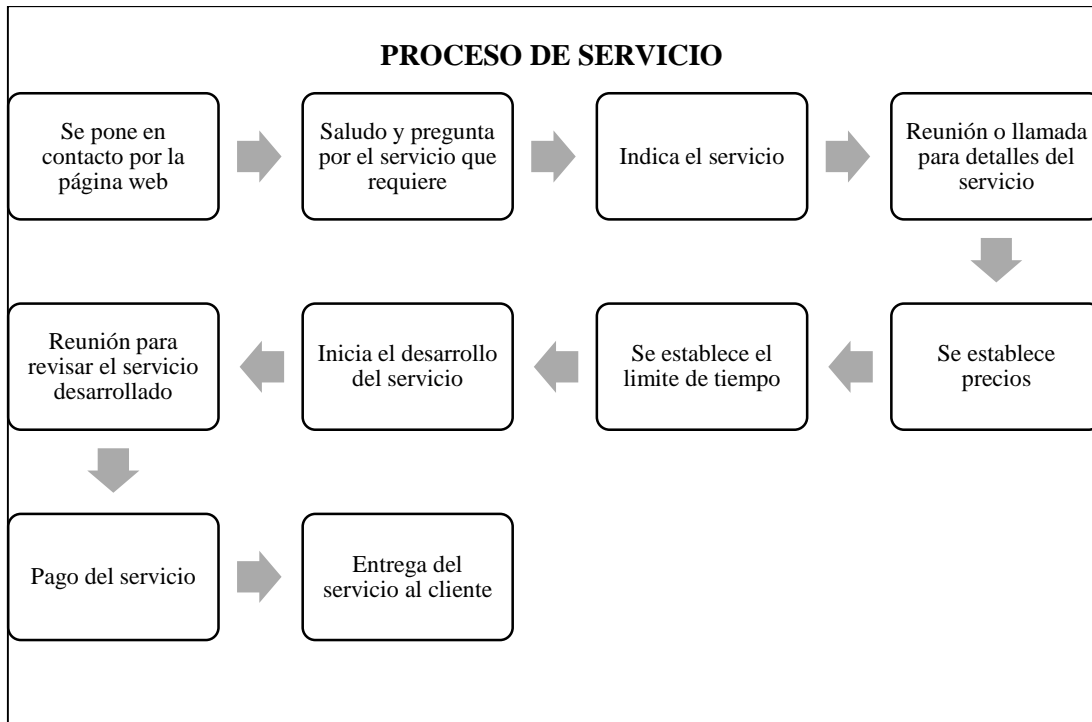 PROCESO DE SERVICIO
Se pone en
contacto por la
página web
Saludo y pregunta
por el servicio que
requiere
Indica el servicio
Reunión o llamada
para detalles del
servicio
Se establece
precios
Se establece el
limite de tiempo
Inicia el desarrollo
del servicio
Reunión para
revisar el servicio
desarrollado
Pago del servicio
Entrega del
servicio al cliente